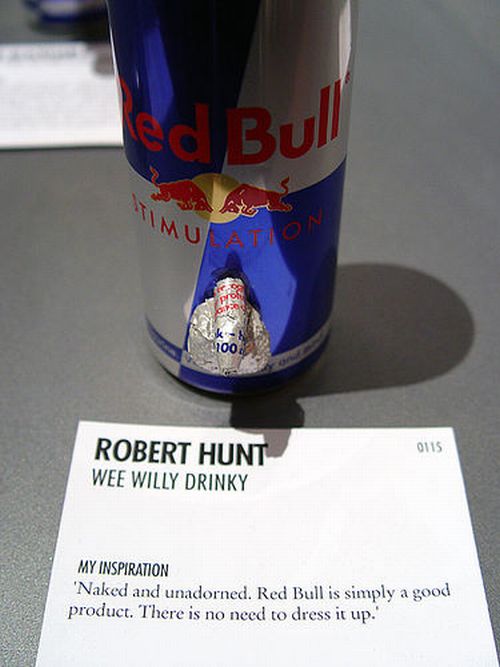 Red Bull
STIMULATION
100
ROBERT HUNT
0115
WEE WILLY DRINKY
MY INSPIRATION
'Naked and unadorned. Red Bull is simply a good
product. There is no need to dress it up.'